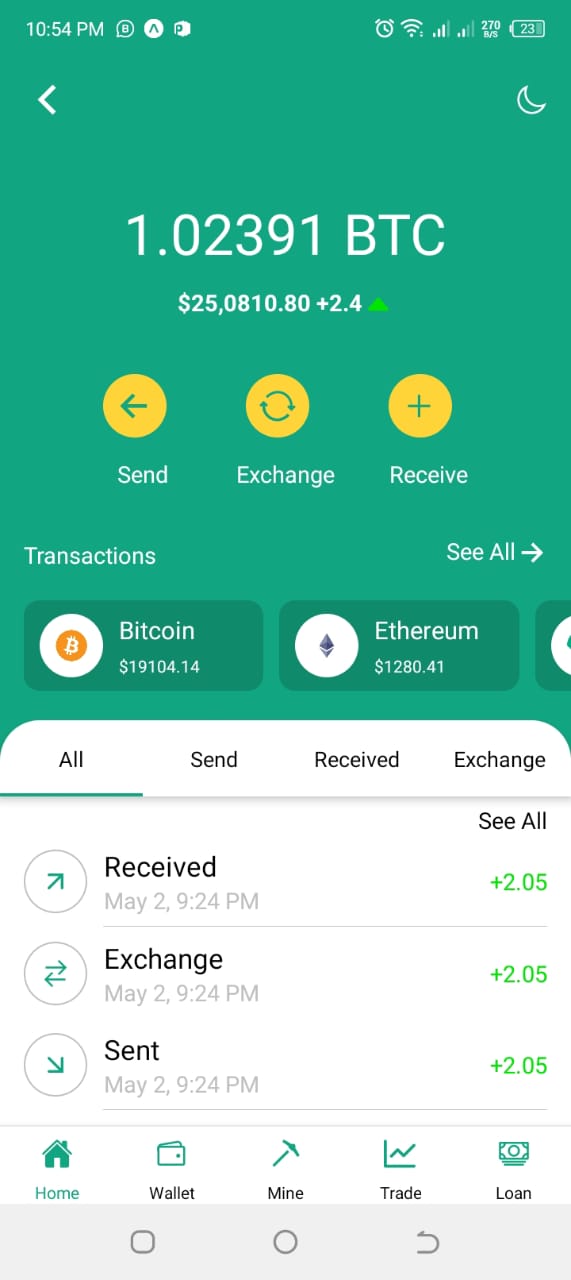 10:54 PM
270
B/S
23
1.02391 BTC
$25,0810.80 +2.4
Send
Exchange
Receive
Transactions
See All
Bitcoin
$19104.14
Ethereum
$1280.41
All
Send
Received
Exchange
See All
Received
May 2, 9:24 PM
+2.05
Exchange
May 2, 9:24 PM
+2.05
Sent
May 2, 9:24 PM
+2.05
Home
Wallet
Mine
Trade
Loan